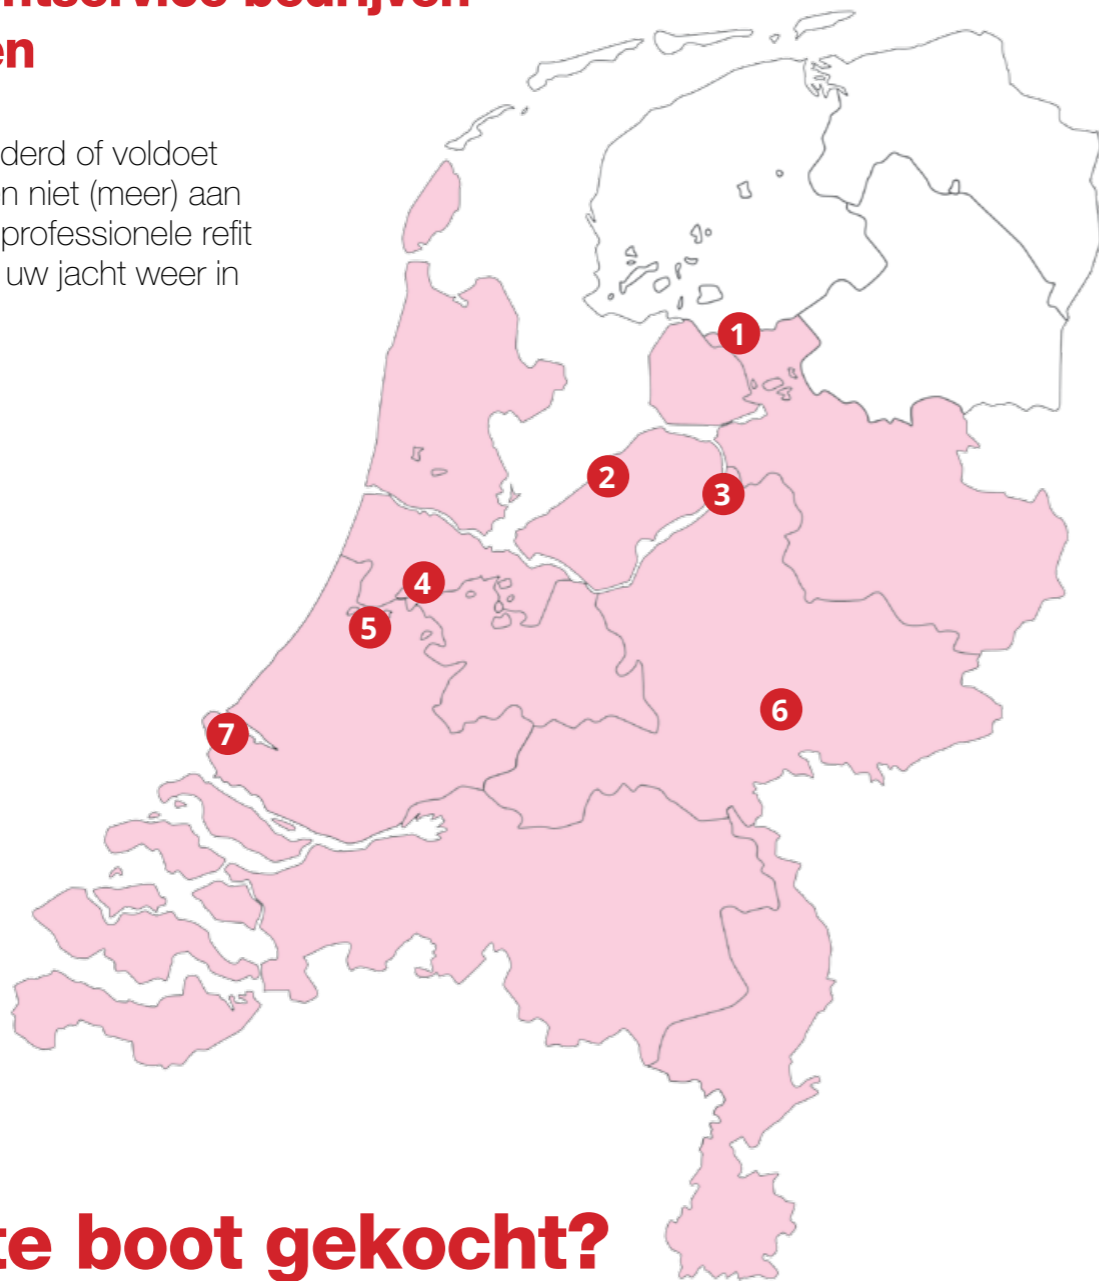 bedrijven
en
derd of voldoet
n niet (meer) aan
professionele refit
uw jacht weer in
1
2
3
4
5
6
7
te boot gekocht?